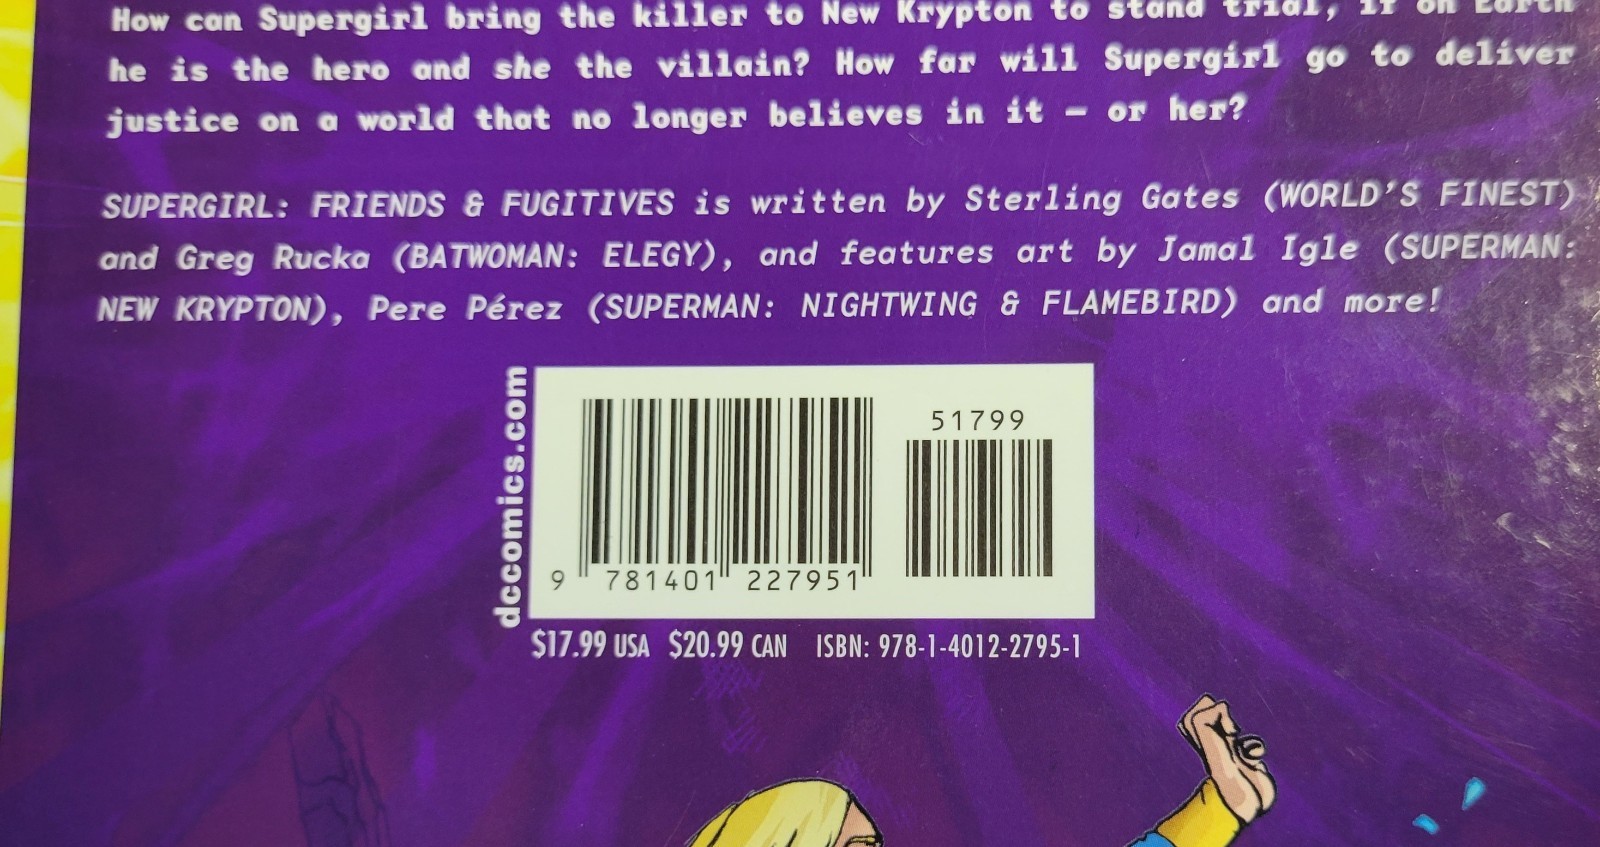 How can Supergirl bring the killer to New Krypton to stand trial, if on Earth
he is the hero and she the villain? How far will Supergirl go to deliver
justice on a world that no longer believes in it — or her?
SUPERGIRL: FRIENDS & FUGITIVES is written by Sterling Gates (WORLD'S FINEST)
and Greg Rucka (BATWOMAN: ELEGY), and features art by Jamal Igle (SUPERMAN:
NEW KRYPTON), Pere Pérez (SUPERMAN: NIGHTWING & FLAMEBIRD) and more!
dccomics.com
51799
9 781401 227951
$17.99 USA $20.99 CAN ISBN: 978-1-4012-2795-1